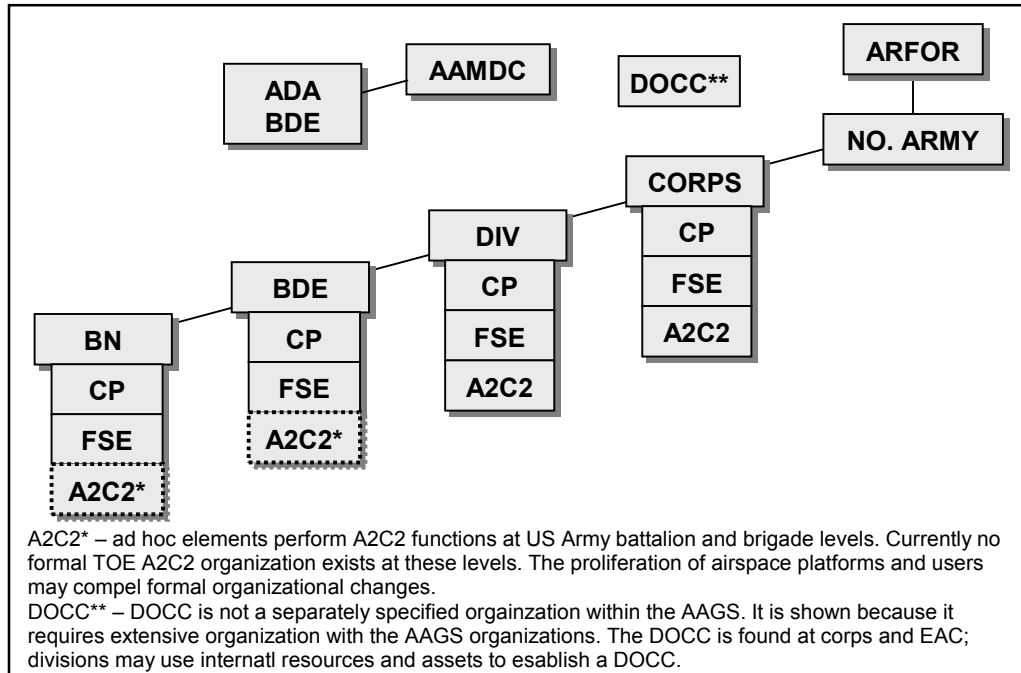 ADA
BDE
AAMDC
DOCC**
ARFOR
NO. ARMY
CORPS
CP
FSE
A2C2
DIV
CP
FSE
A2C2
BDE
CP
FSE
A2C2*
BN
CP
FSE
A2C2*
A2C2* – ad hoc elements perform A2C2 functions at US Army battalion and brigade levels. Currently no
formal TOE A2C2 organization exists at these levels. The proliferation of airspace platforms and users
may compel formal organizational changes.
DOCC** – DOCC is not a separately specified orgainzation within the AAGS. It is shown because it
requires extensive organization with the AAGS organizations. The DOCC is found at corps and EAC;
divisions may use internatl resources and assets to esablish a DOCC.